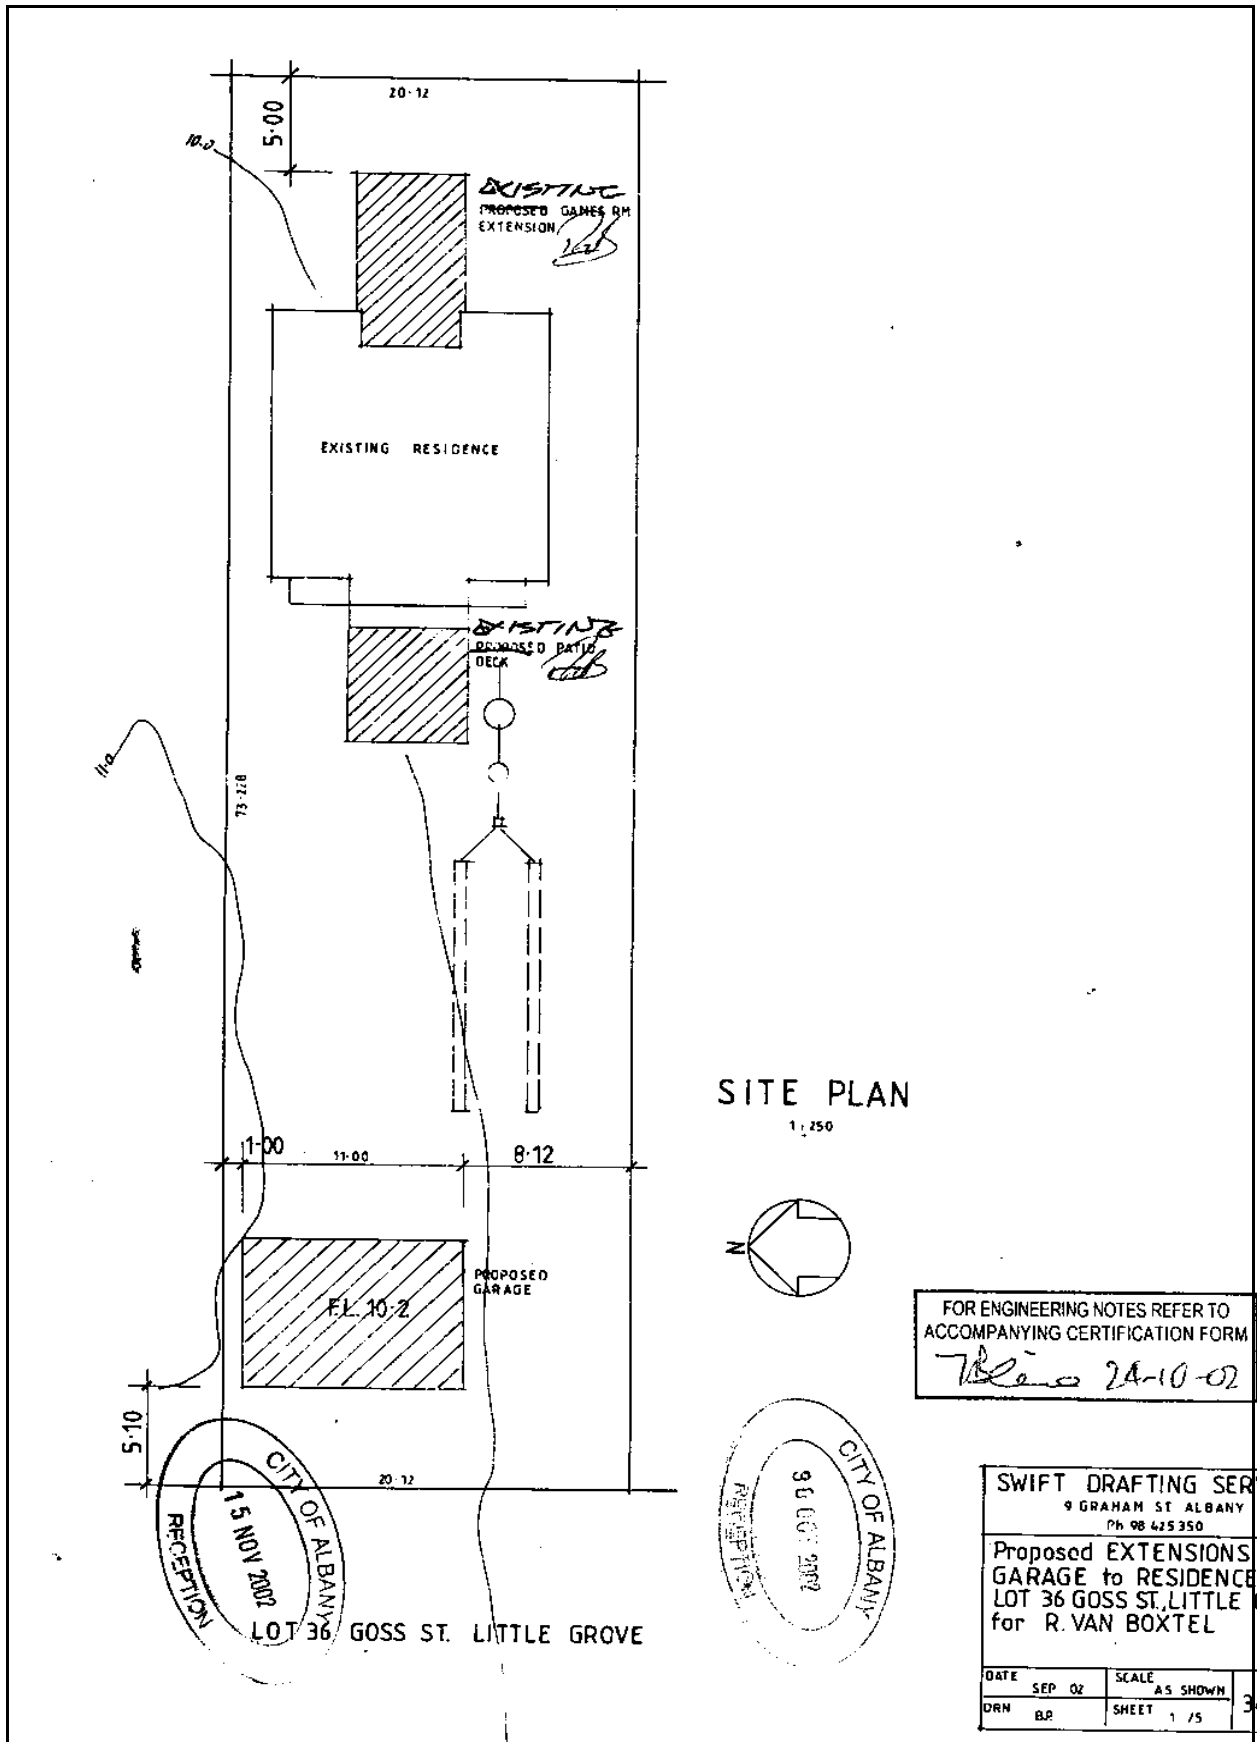 20·12
5·00
10.0
EXISTING
PROPOSED GAMES RM
EXTENSION
EXISTING RESIDENCE
EXISTING
PROPOSED PATIO
DECK
11.0
73·228
SITE PLAN
1:250
1·00
11·00
8·12
N
PROPOSED
GARAGE
F.L. 10·2
FOR ENGINEERING NOTES REFER TO
ACCOMPANYING CERTIFICATION FORM
24-10-02
5·10
20·12
CITY OF ALBANY
15 NOV 2002
RECEPTION
CITY OF ALBANY
2002
RECEPTION
LOT 36 GOSS ST. LITTLE GROVE
SWIFT DRAFTING SER
9 GRAHAM ST ALBANY
Ph 98 425350
Proposed EXTENSIONS
GARAGE to RESIDENCE
LOT 36 GOSS ST., LITTLE
for R. VAN BOXTEL
DATE SEP 02
SCALE AS SHOWN
DRN B.P.
SHEET 1 /5
3